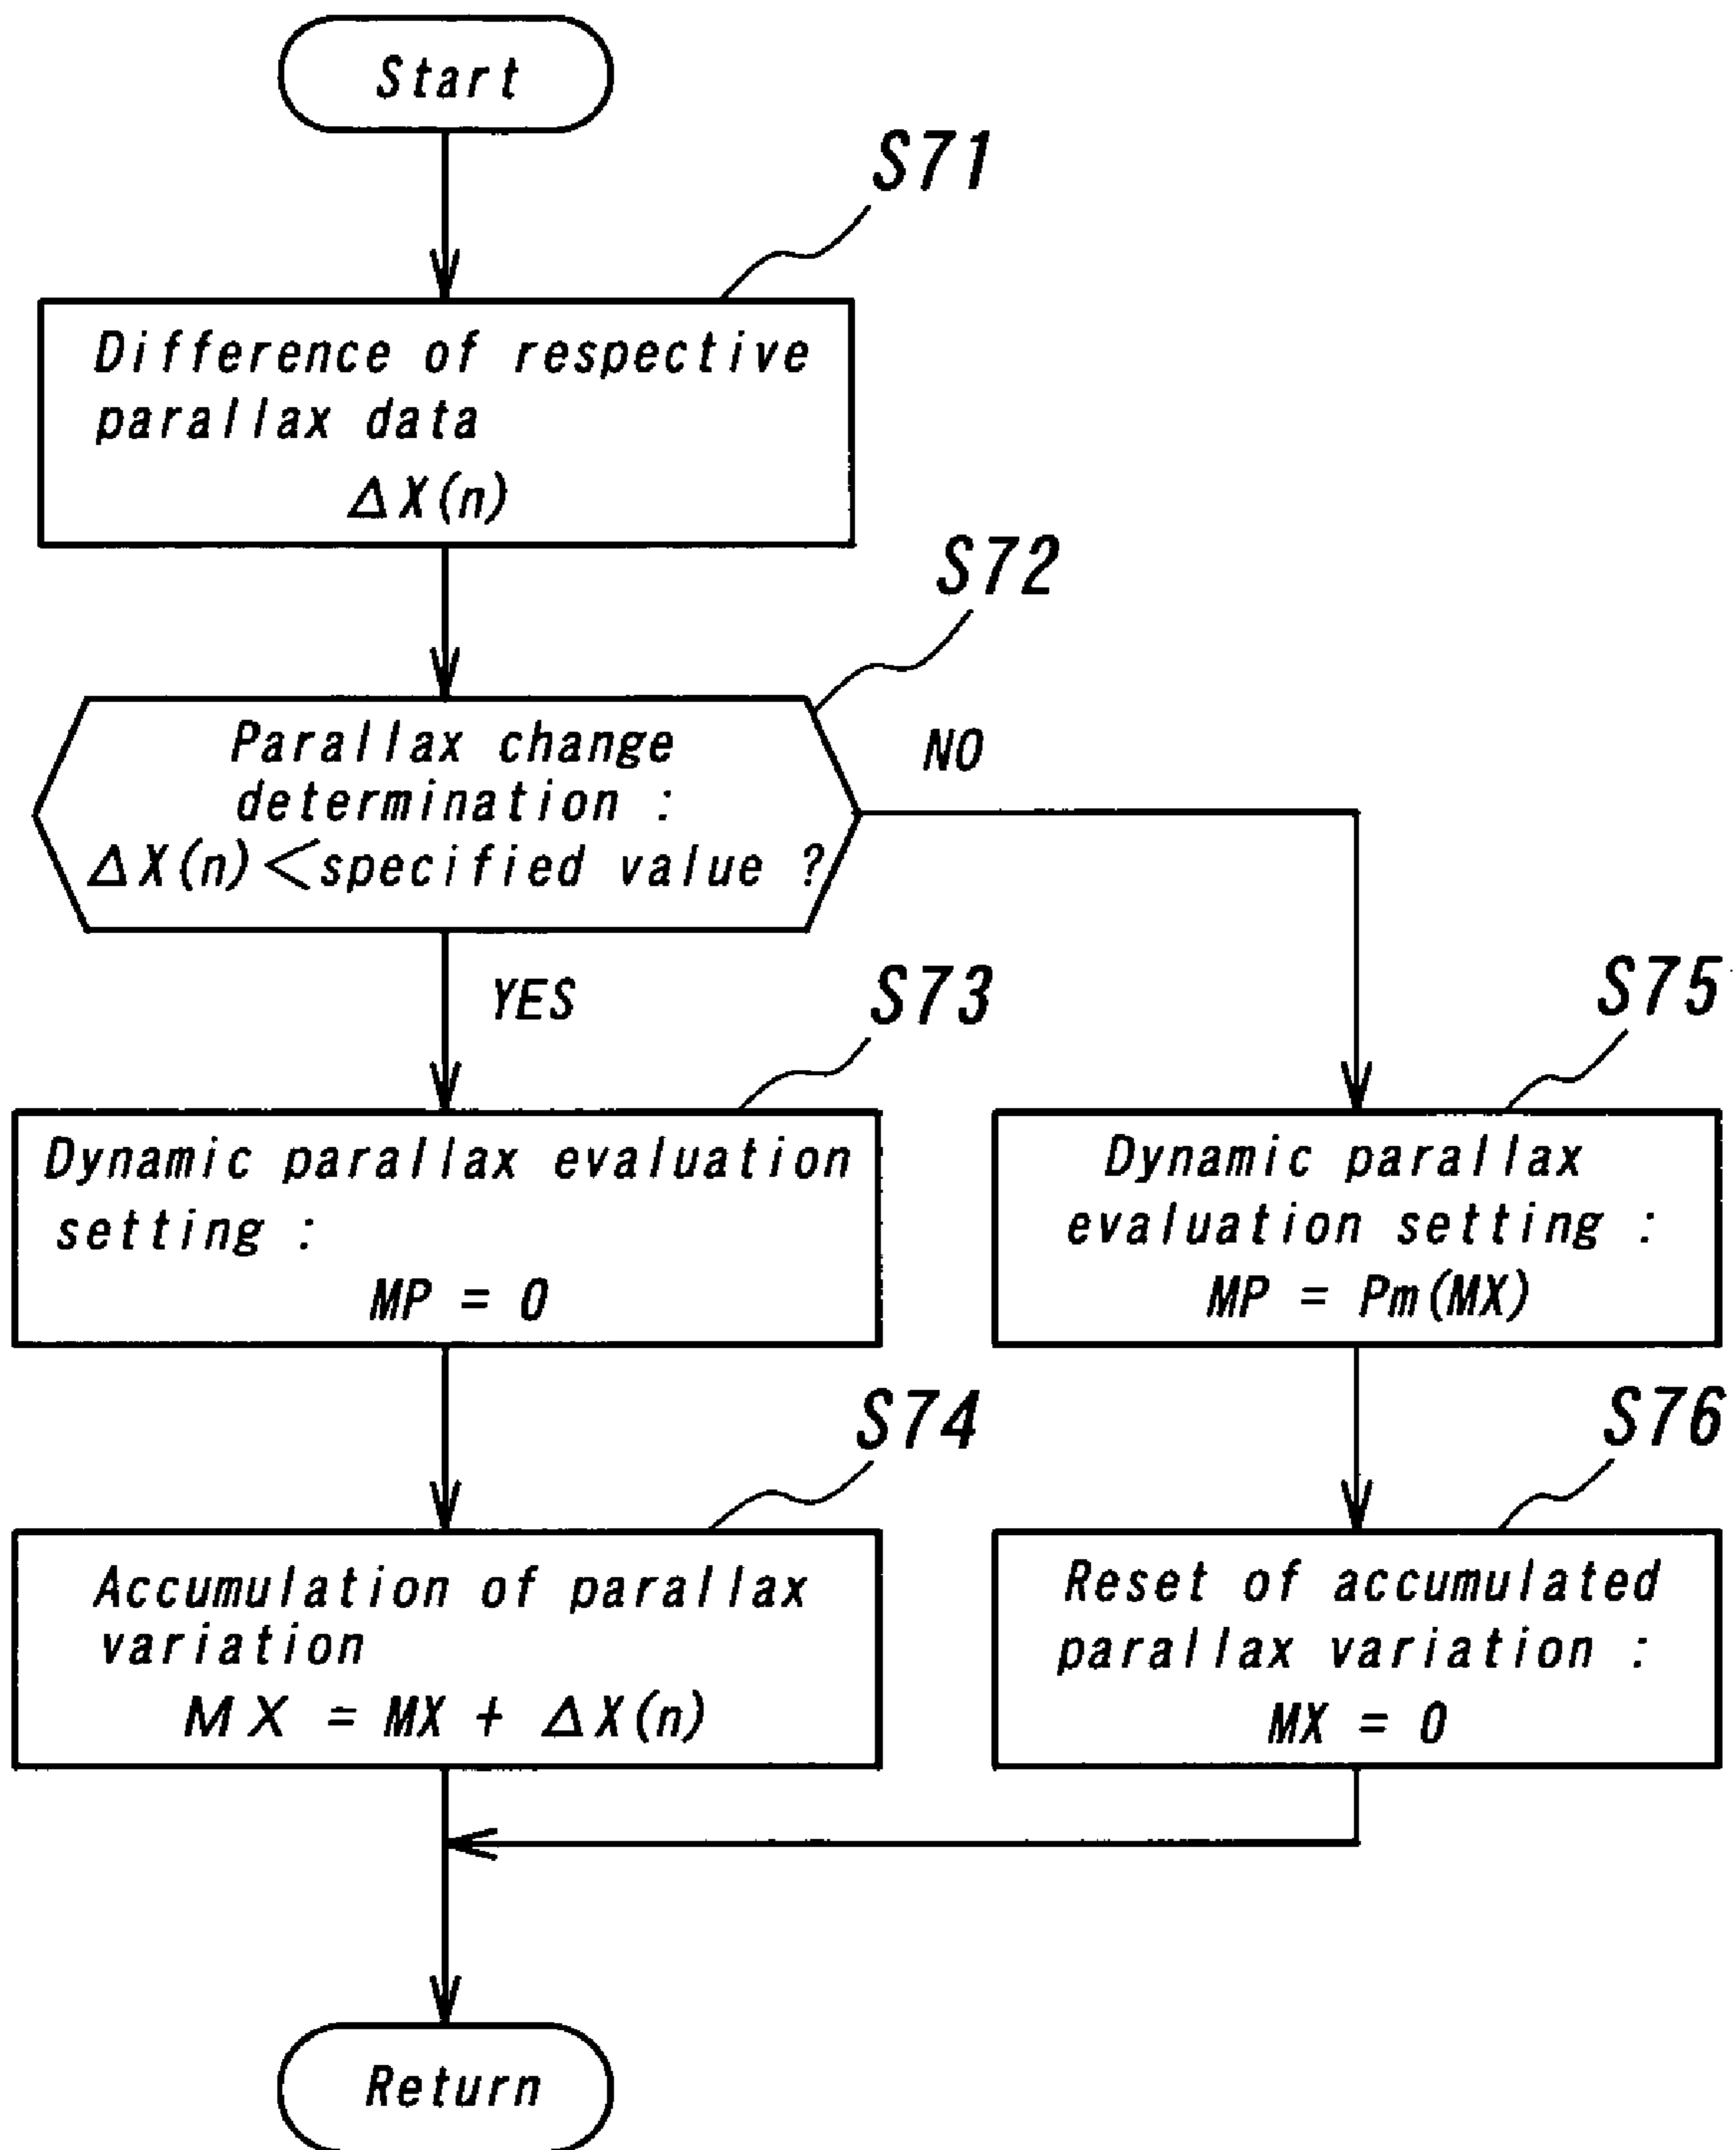 Start
S71
Difference of respective
parallax data
ΔX(n)
S72
Parallax change
determination :
ΔX(n)<specified value ?
NO
YES
S73
Dynamic parallax evaluation
setting :
MP = 0
S75
Dynamic parallax
evaluation setting :
MP = Pm(MX)
S74
Accumulation of parallax
variation
MX = MX + ΔX(n)
S76
Reset of accumulated
parallax variation :
MX = 0
Return